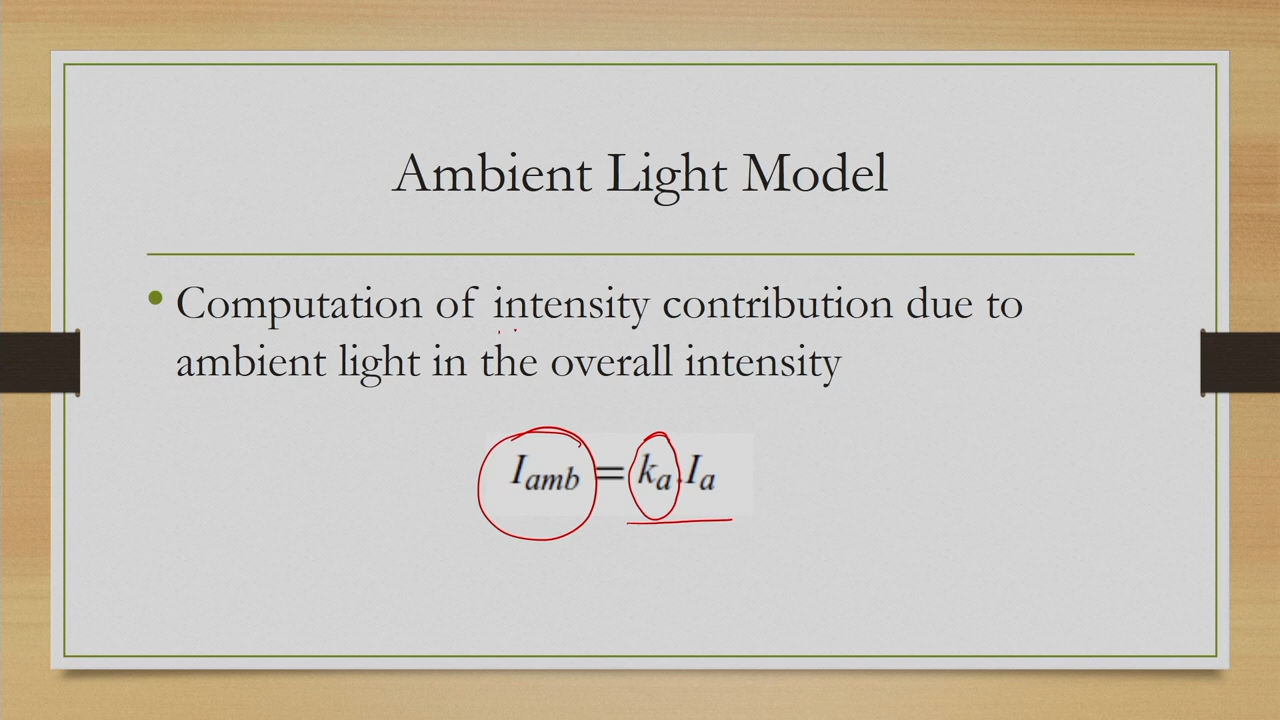 Ambient Light Model
• Computation of intensity contribution due to
ambient light in the overall intensity
I_amb = k_a.I_a